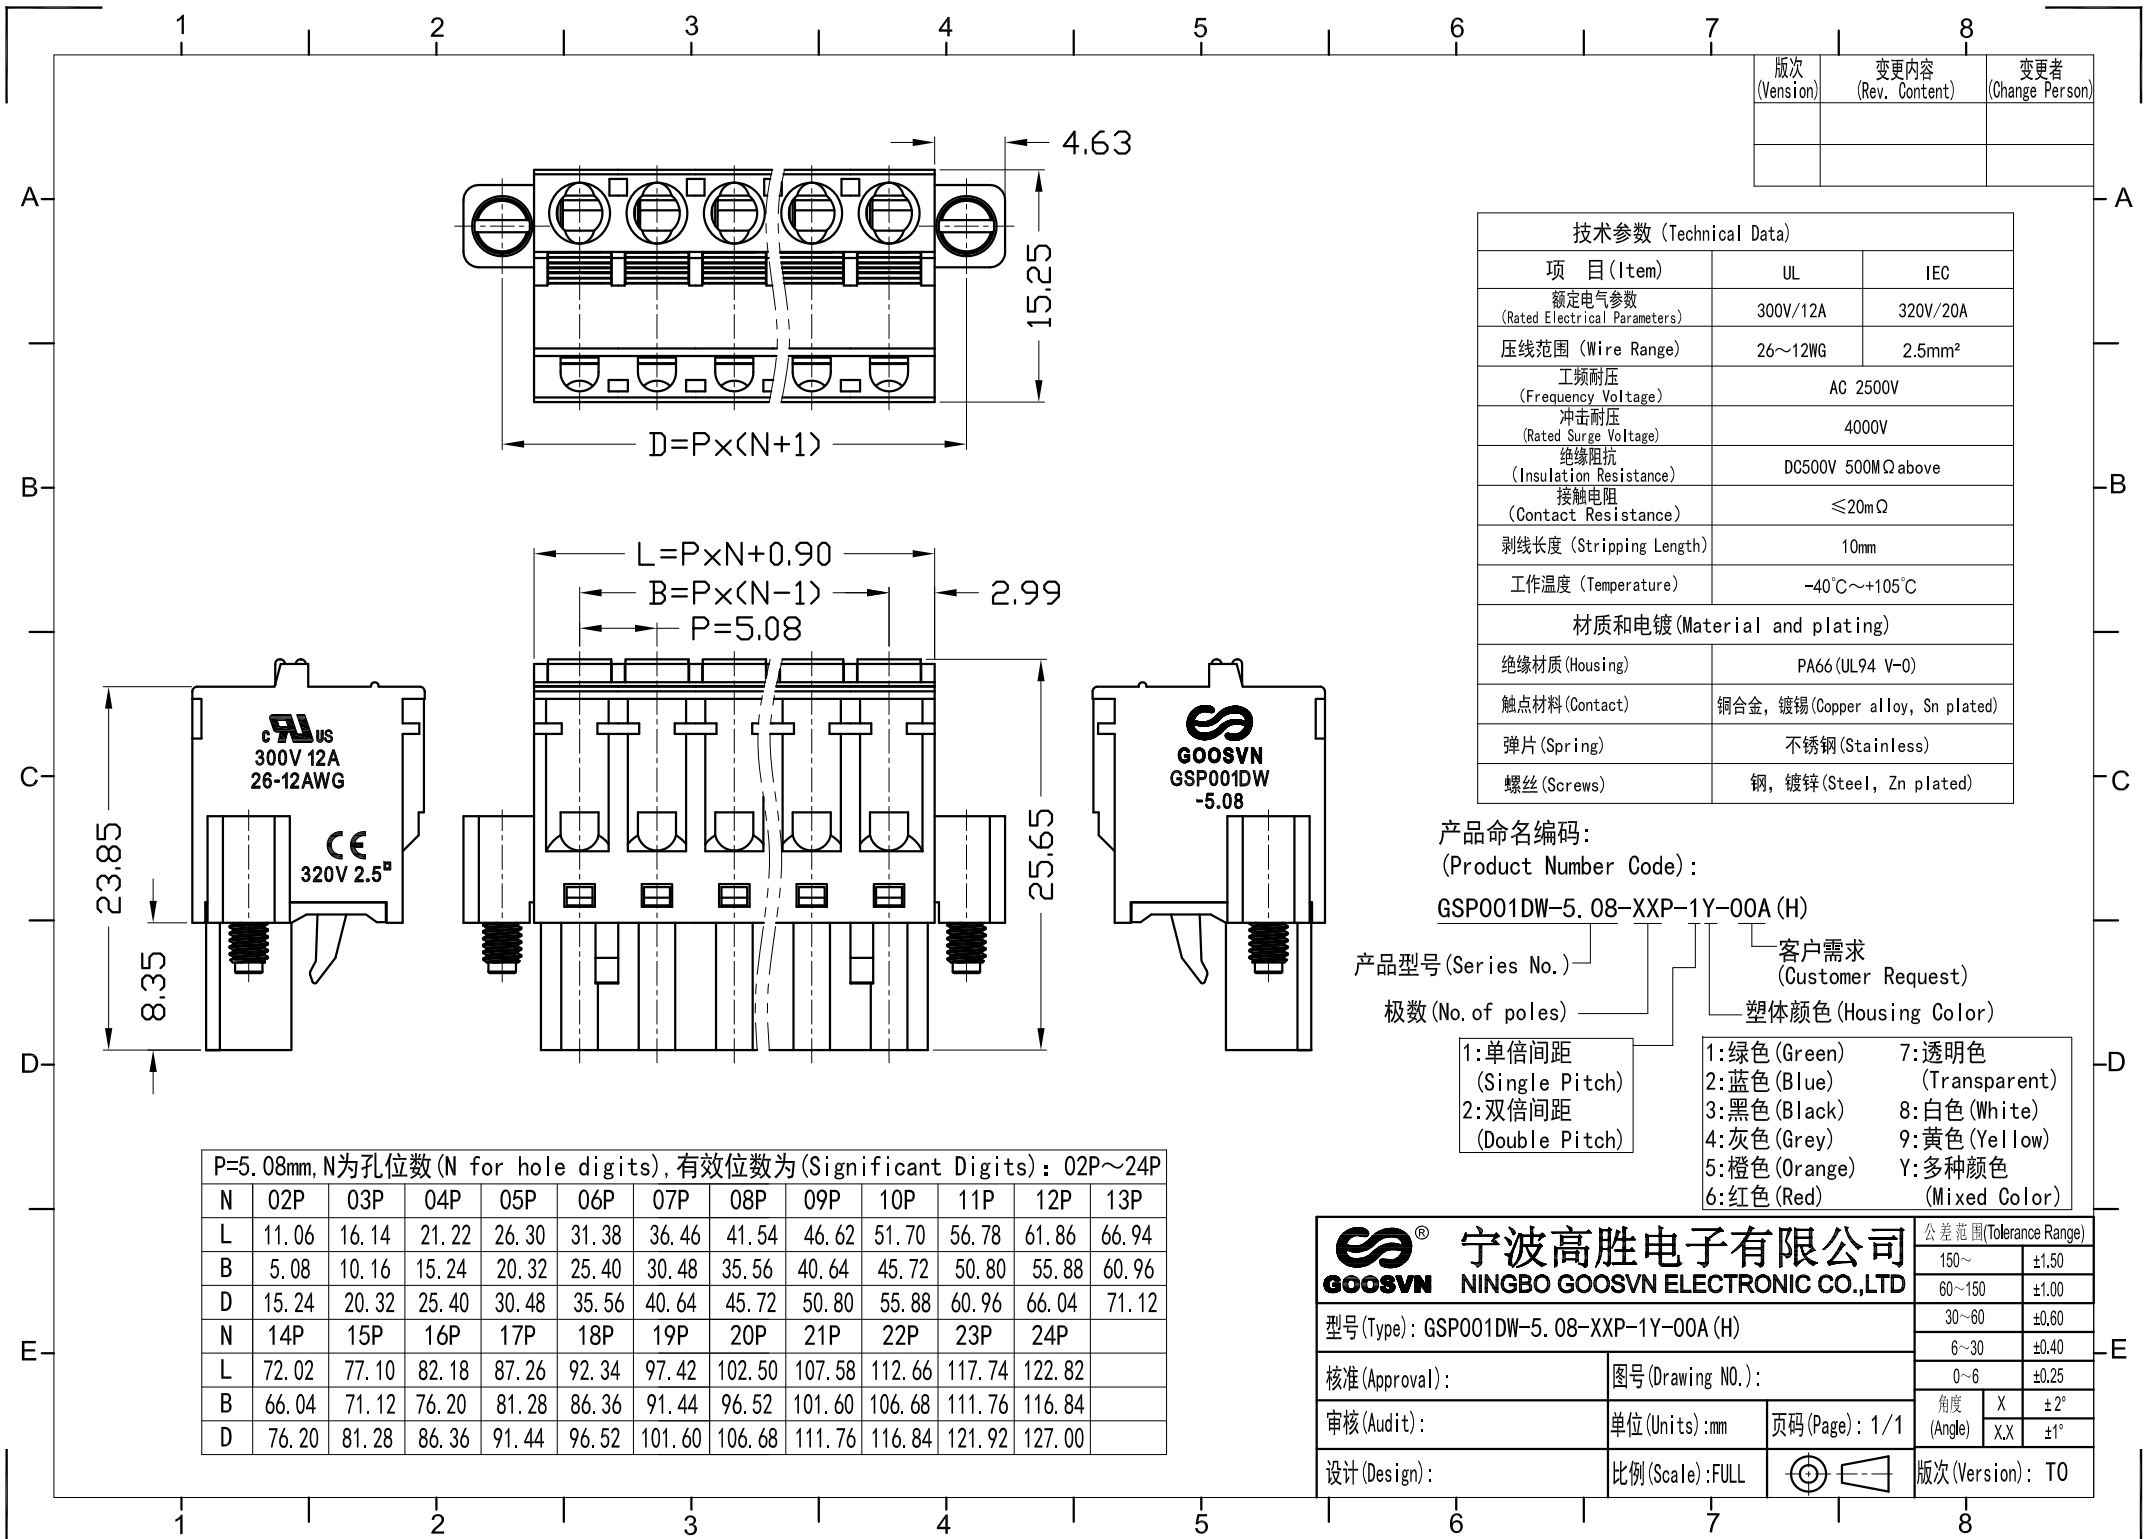 1 2 3 4 5 6 7 8
版次 变更内容 变更者
(Vension) (Rev. Content) (Change Person)
4.63
A A
15.25
D=P×(N+1)
B B
技术参数 (Technical Data)
项 目(Item) UL IEC
额定电气参数
(Rated Electrical Parameters) 300V/12A 320V/20A
压线范围 (Wire Range) 26～12WG 2.5mm²
工频耐压
(Frequency Voltage) AC 2500V
冲击耐压
(Rated Surge Voltage) 4000V
绝缘阻抗
(Insulation Resistance) DC500V 500MΩabove
接触电阻
(Contact Resistance) ≤20mΩ
剥线长度 (Stripping Length) 10mm
工作温度 (Temperature) -40℃～+105℃
材质和电镀(Material and plating)
绝缘材质(Housing) PA66(UL94 V-0)
触点材料(Contact) 铜合金, 镀锡(Copper alloy, Sn plated)
弹片(Spring) 不锈钢(Stainless)
螺丝(Screws) 钢, 镀锌(Steel, Zn plated)
L=P×N+0.90
B=P×(N-1) 2.99
P=5.08
c US
300V 12A
26-12AWG
CE
320V 2.5
23.85
8.35
25.65
GOOSVN
GSP001DW
-5.08
C C
产品命名编码:
(Product Number Code):
GSP001DW-5.08-XXP-1Y-00A(H)
客户需求
(Customer Request)
产品型号(Series No.)
极数(No.of poles)
塑体颜色(Housing Color)
D D
1:单倍间距
(Single Pitch)
2:双倍间距
(Double Pitch)
1:绿色(Green) 7:透明色
2:蓝色(Blue) (Transparent)
3:黑色(Black) 8:白色(White)
4:灰色(Grey) 9:黄色(Yellow)
5:橙色(Orange) Y:多种颜色
6:红色(Red) (Mixed Color)
P=5.08mm, N为孔位数(N for hole digits), 有效位数为(Significant Digits): 02P～24P
N 02P 03P 04P 05P 06P 07P 08P 09P 10P 11P 12P 13P
L 11.06 16.14 21.22 26.30 31.38 36.46 41.54 46.62 51.70 56.78 61.86 66.94
B 5.08 10.16 15.24 20.32 25.40 30.48 35.56 40.64 45.72 50.80 55.88 60.96
D 15.24 20.32 25.40 30.48 35.56 40.64 45.72 50.80 55.88 60.96 66.04 71.12
N 14P 15P 16P 17P 18P 19P 20P 21P 22P 23P 24P
L 72.02 77.10 82.18 87.26 92.34 97.42 102.50 107.58 112.66 117.74 122.82
B 66.04 71.12 76.20 81.28 86.36 91.44 96.52 101.60 106.68 111.76 116.84
D 76.20 81.28 86.36 91.44 96.52 101.60 106.68 111.76 116.84 121.92 127.00
E E
GOOSVN ®
宁波高胜电子有限公司
NINGBO GOOSVN ELECTRONIC CO.,LTD
型号(Type): GSP001DW-5.08-XXP-1Y-00A(H)
核准(Approval): 图号(Drawing NO.):
审核(Audit): 单位(Units):mm 页码(Page): 1/1
设计(Design): 比例(Scale):FULL
公差范围(Tolerance Range)
150～ ±1.50
60～150 ±1.00
30～60 ±0.60
6～30 ±0.40
0～6 ±0.25
角度 X ±2°
(Angle) X.X ±1°
版次(Version): T0
1 2 3 4 5 6 7 8